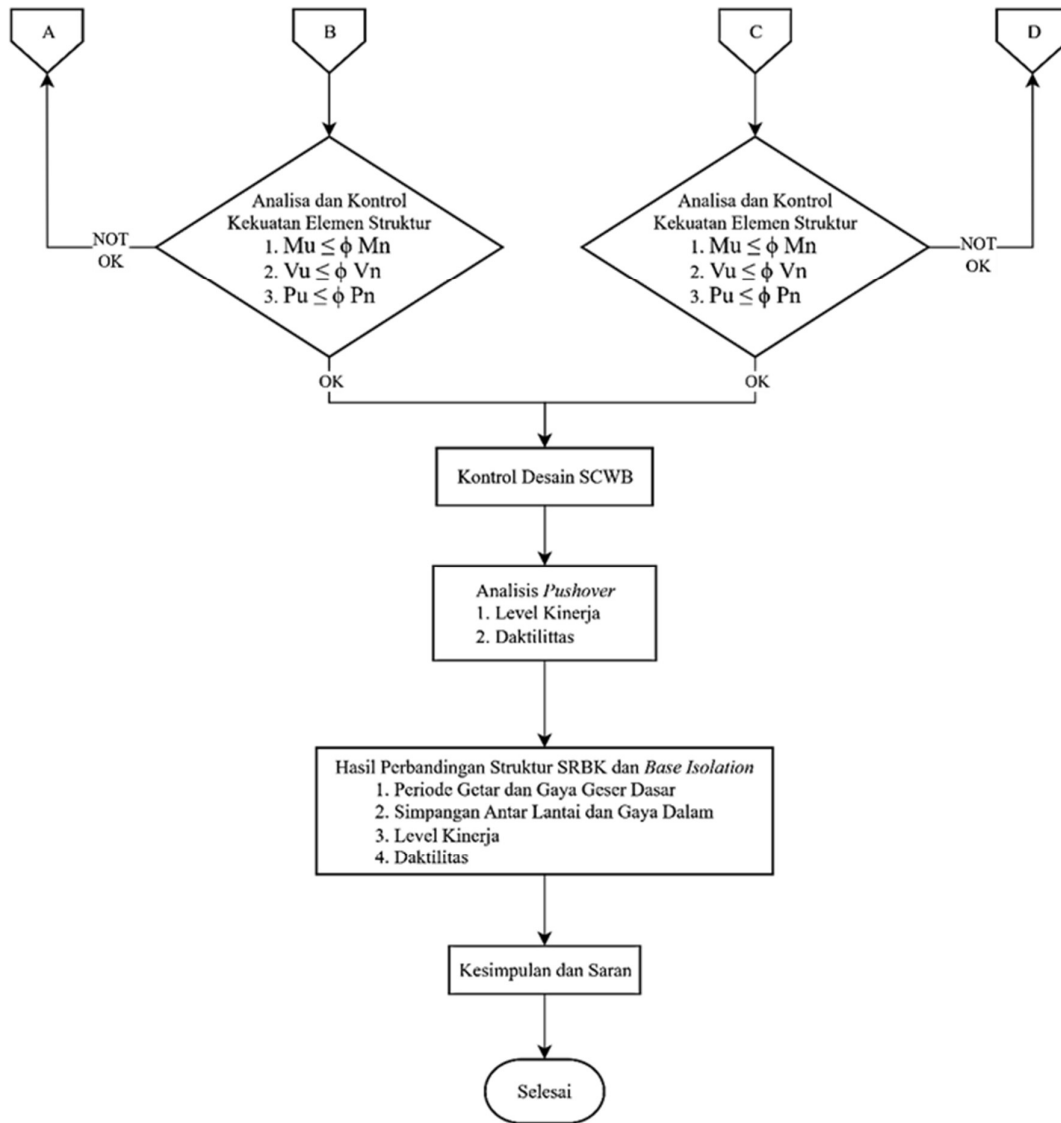 A
B
C
D
Analisa dan Kontrol
Kekuatan Elemen Struktur
1. Mu ≤ ϕ Mn
2. Vu ≤ ϕ Vn
3. Pu ≤ ϕ Pn
NOT
OK
OK
Analisa dan Kontrol
Kekuatan Elemen Struktur
1. Mu ≤ ϕ Mn
2. Vu ≤ ϕ Vn
3. Pu ≤ ϕ Pn
NOT
OK
OK
Kontrol Desain SCWB
Analisis Pushover
1. Level Kinerja
2. Daktilittas
Hasil Perbandingan Struktur SRBK dan Base Isolation
1. Periode Getar dan Gaya Geser Dasar
2. Simpangan Antar Lantai dan Gaya Dalam
3. Level Kinerja
4. Daktilitas
Kesimpulan dan Saran
Selesai